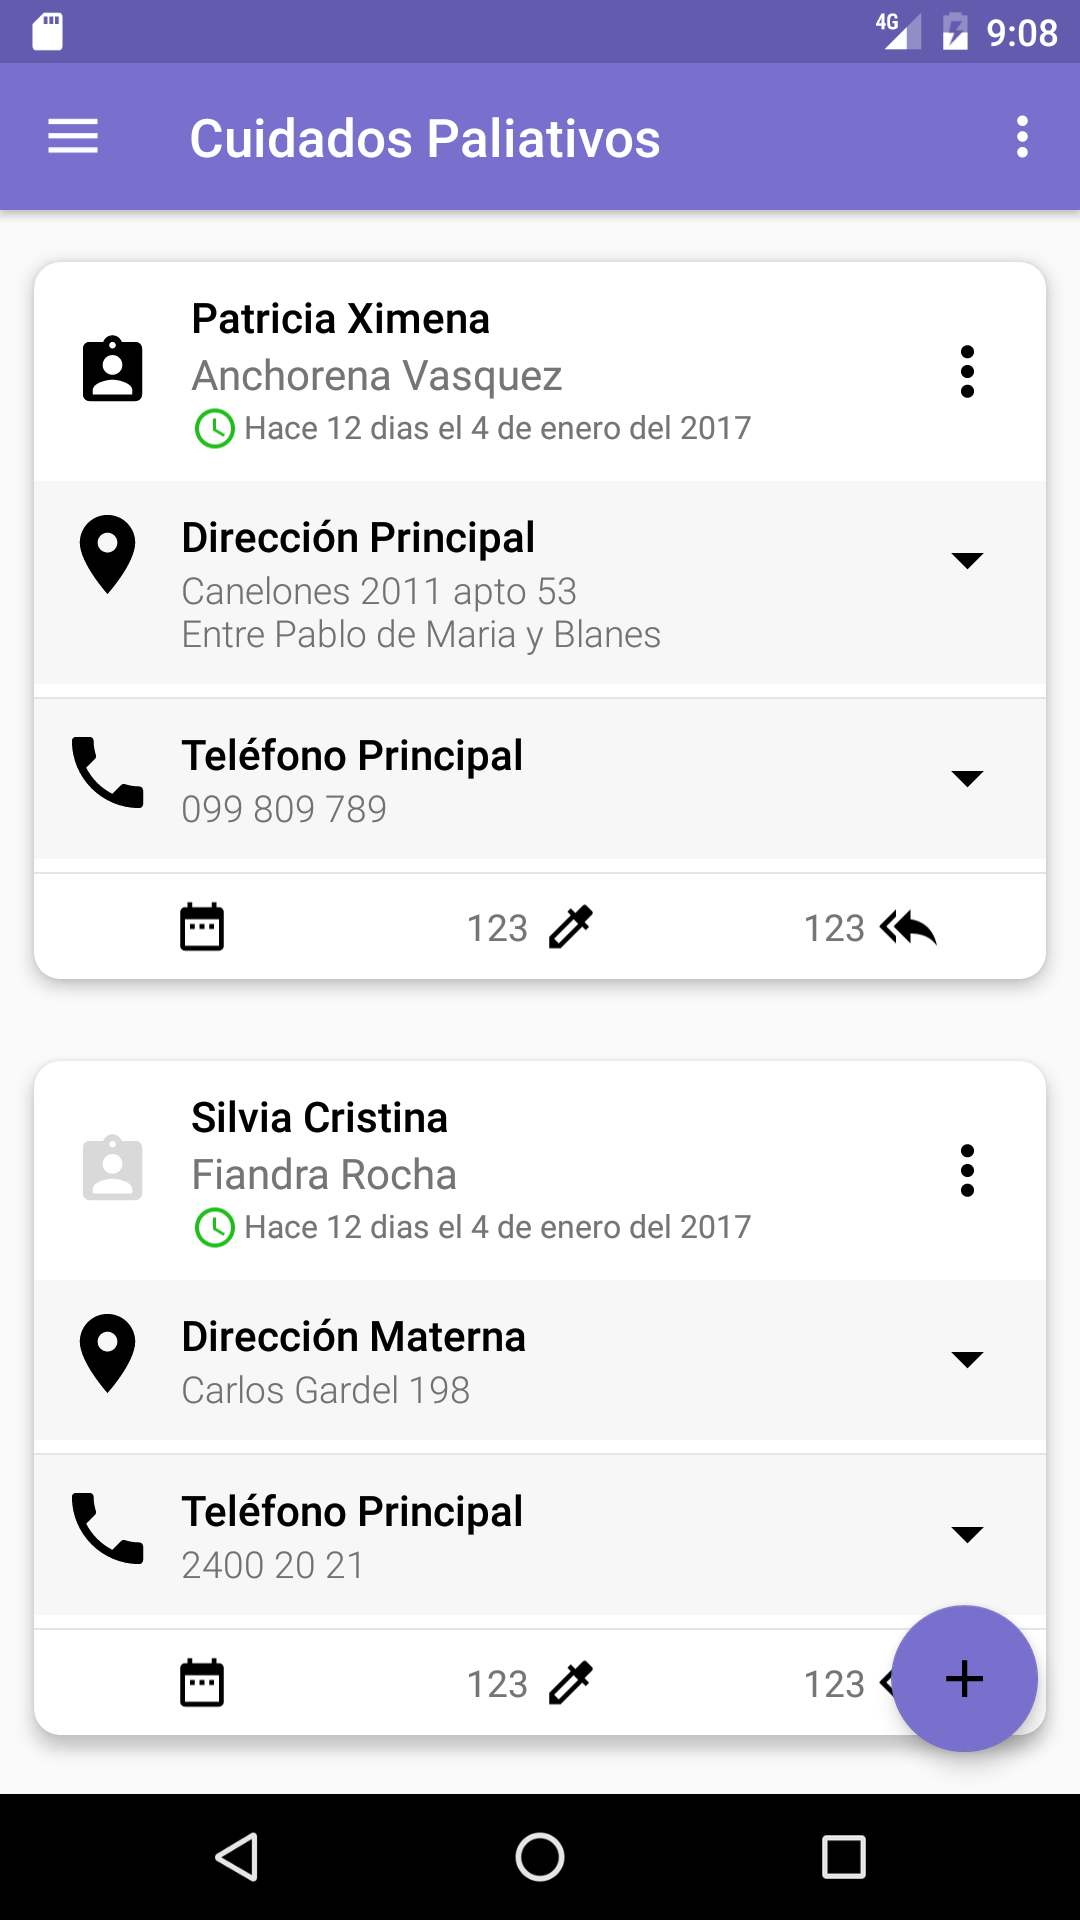 4G 9:08
Cuidados Paliativos
Patricia Ximena
Anchorena Vasquez
Hace 12 dias el 4 de enero del 2017
Dirección Principal
Canelones 2011 apto 53
Entre Pablo de Maria y Blanes
Teléfono Principal
099 809 789
123 123
Silvia Cristina
Fiandra Rocha
Hace 12 dias el 4 de enero del 2017
Dirección Materna
Carlos Gardel 198
Teléfono Principal
2400 20 21
123 123